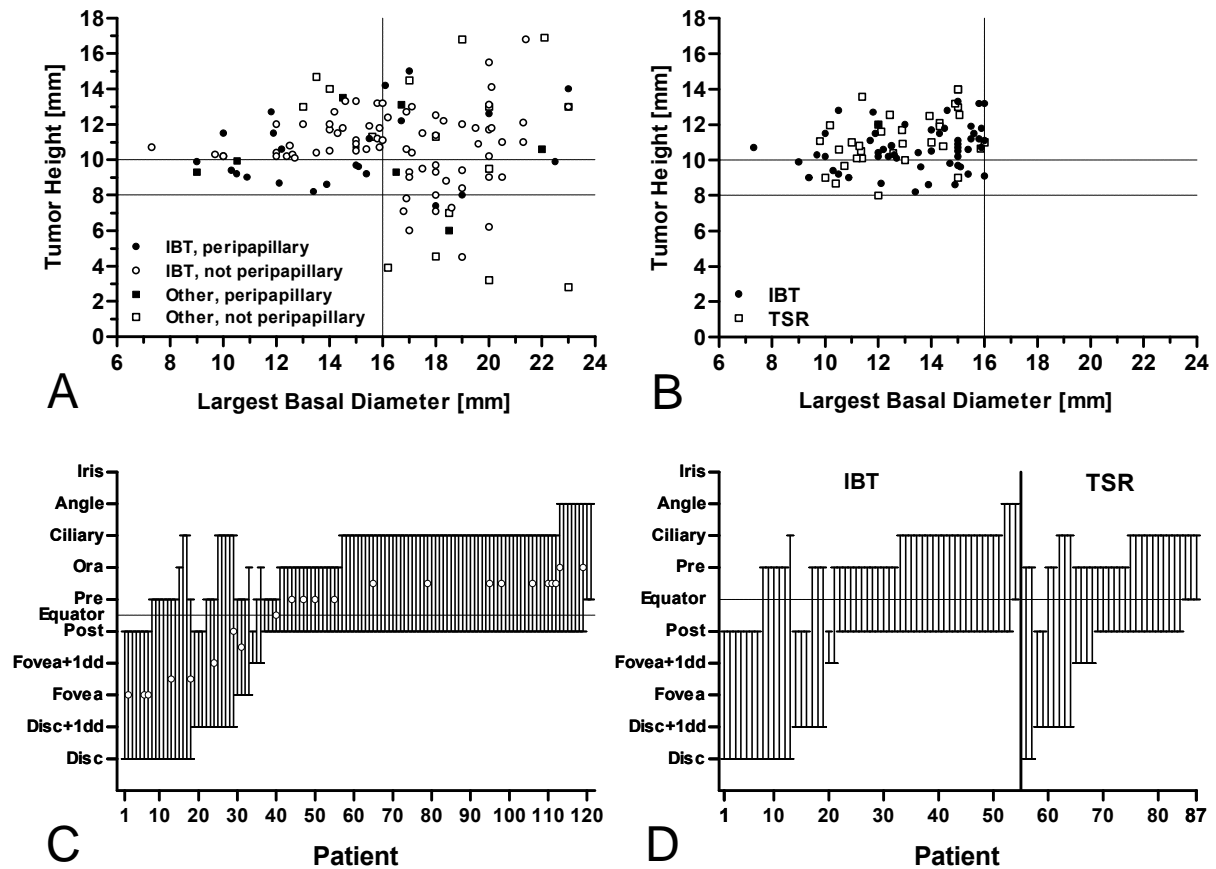 18
16
14
12
10
8
6
4
2
0
Tumor Height [mm]
IBT, peripapillary
IBT, not peripapillary
Other, peripapillary
Other, not peripapillary
6 8 10 12 14 16 18 20 22 24
Largest Basal Diameter [mm]
A
18
16
14
12
10
8
6
4
2
0
Tumor Height [mm]
IBT
TSR
6 8 10 12 14 16 18 20 22 24
Largest Basal Diameter [mm]
B
Iris
Angle
Ciliary
Ora
Pre
Equator
Post
Fovea+1dd
Fovea
Disc+1dd
Disc
1 10 20 30 40 50 60 70 80 90 100 110 120
Patient
C
Iris
Angle
Ciliary
Pre
Equator
Post
Fovea+1dd
Fovea
Disc+1dd
Disc
IBT
TSR
1 10 20 30 40 50 60 70 80 87
Patient
D